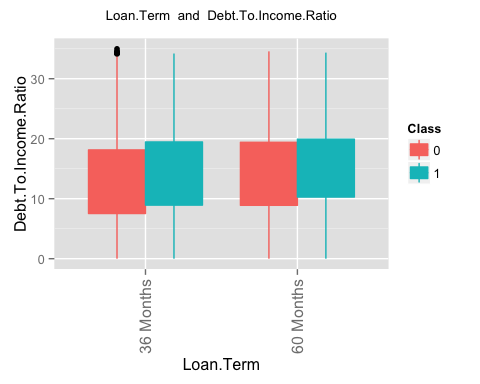 Loan.Term and Debt.To.Income.Ratio
Debt.To.Income.Ratio
30
20
10
0
36 Months
60 Months
Loan.Term
Class
0
1